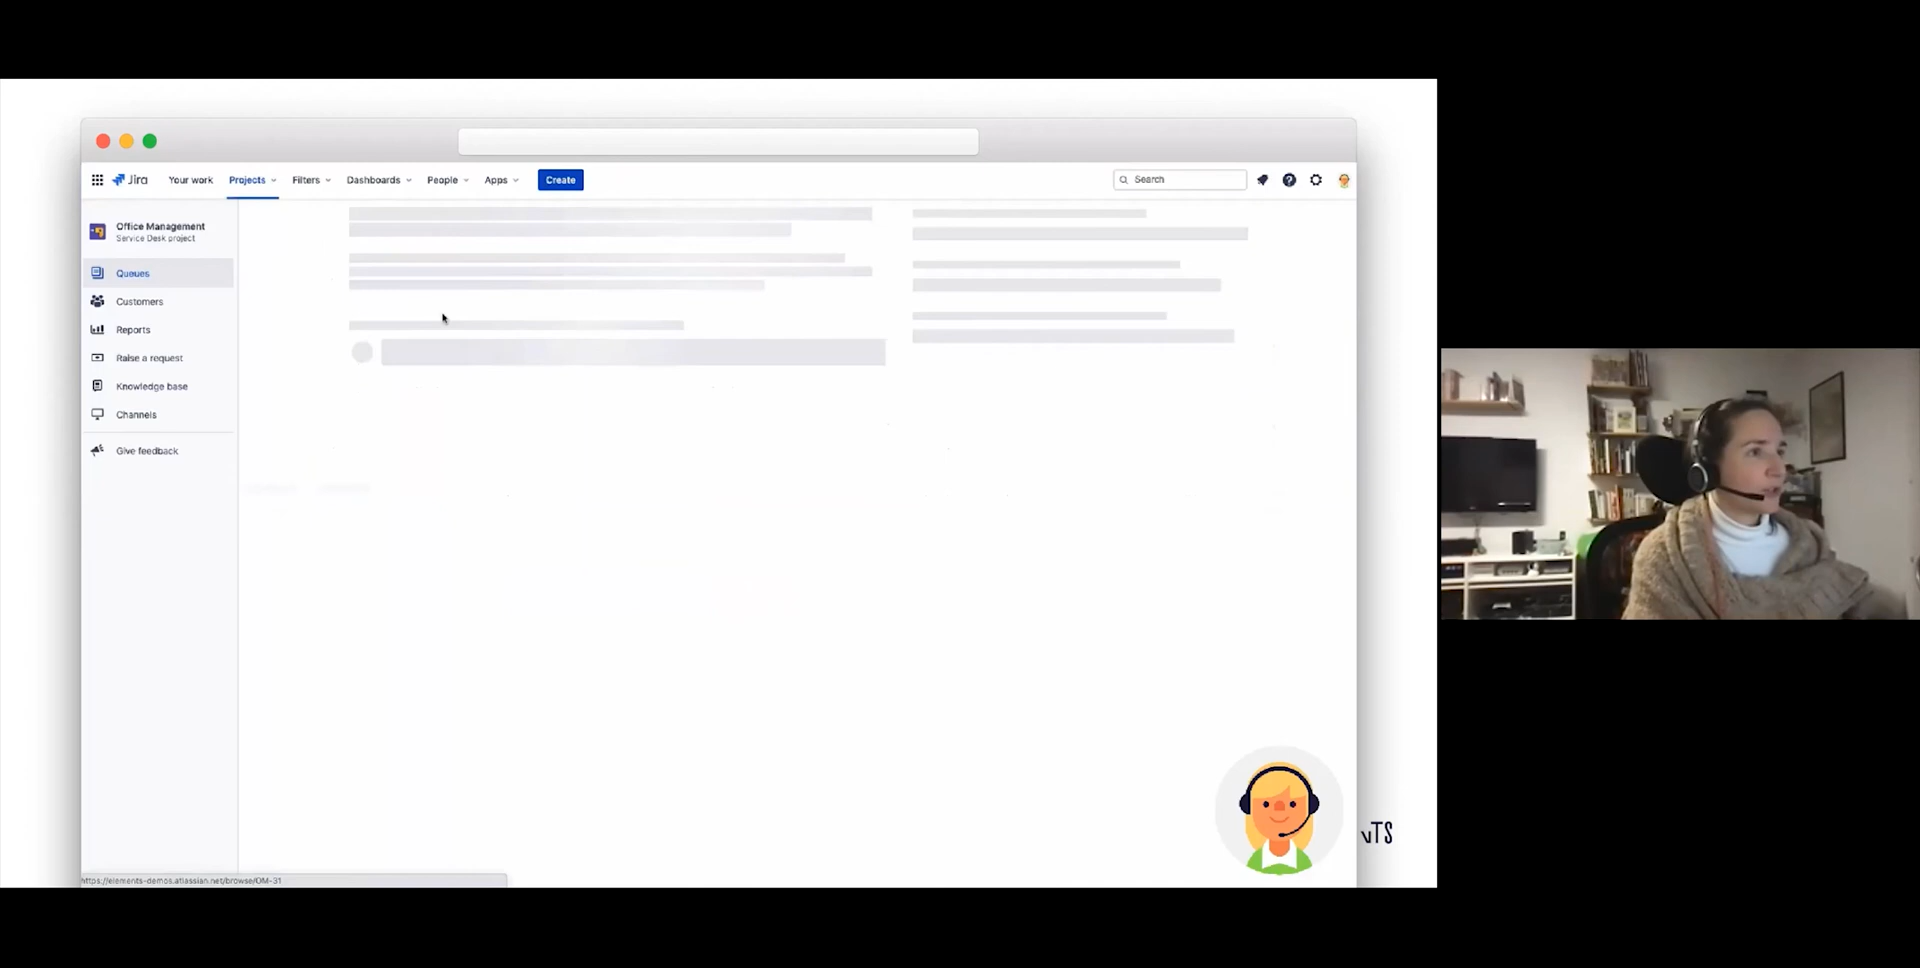 Jira
Your work
Projects
Filters
Dashboards
People
Apps
Create
Search
Office Management
Service Desk project
Queues
Customers
Reports
Raise a request
Knowledge base
Channels
Give feedback
https://elements-demos.atlassian.net/browse/OM-31
TS